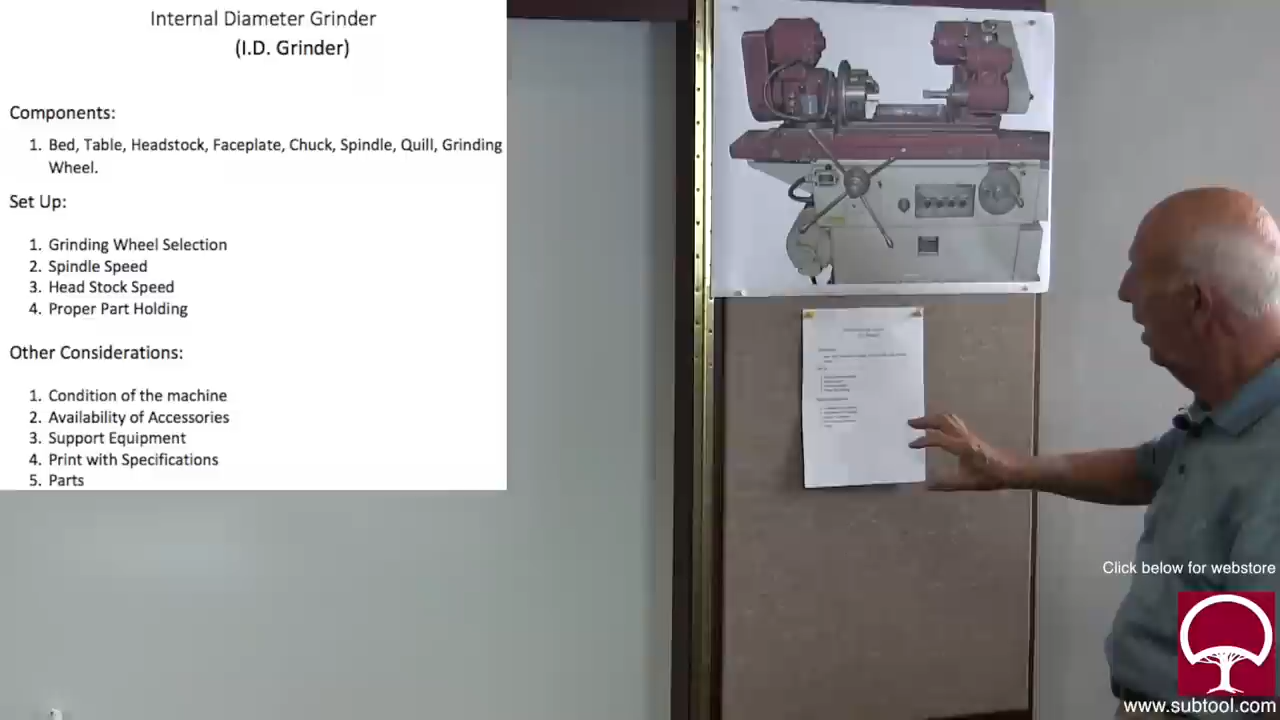 Internal Diameter Grinder
(I.D. Grinder)
Components:
1. Bed, Table, Headstock, Faceplate, Chuck, Spindle, Quill, Grinding
Wheel.
Set Up:
1. Grinding Wheel Selection
2. Spindle Speed
3. Head Stock Speed
4. Proper Part Holding
Other Considerations:
1. Condition of the machine
2. Availability of Accessories
3. Support Equipment
4. Print with Specifications
5. Parts
Click below for webstore
www.subtool.com